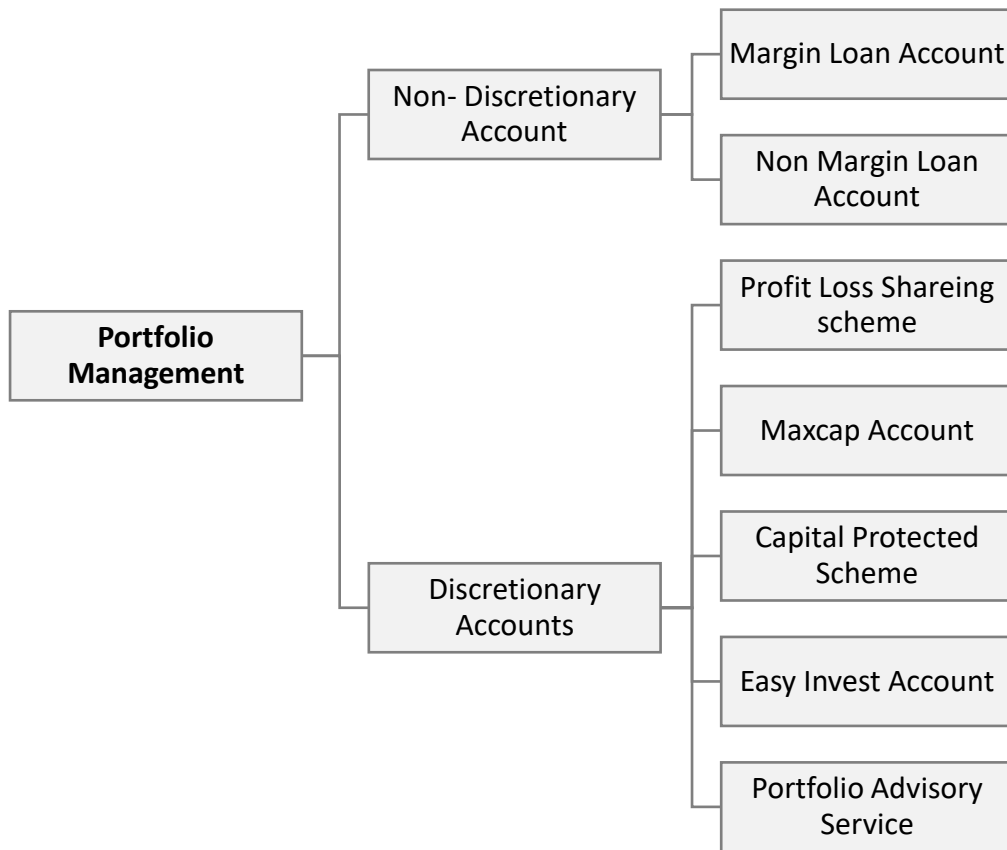 Portfolio
Management
Non- Discretionary
Account
Margin Loan Account
Non Margin Loan
Account
Discretionary
Accounts
Profit Loss Shareing
scheme
Maxcap Account
Capital Protected
Scheme
Easy Invest Account
Portfolio Advisory
Service